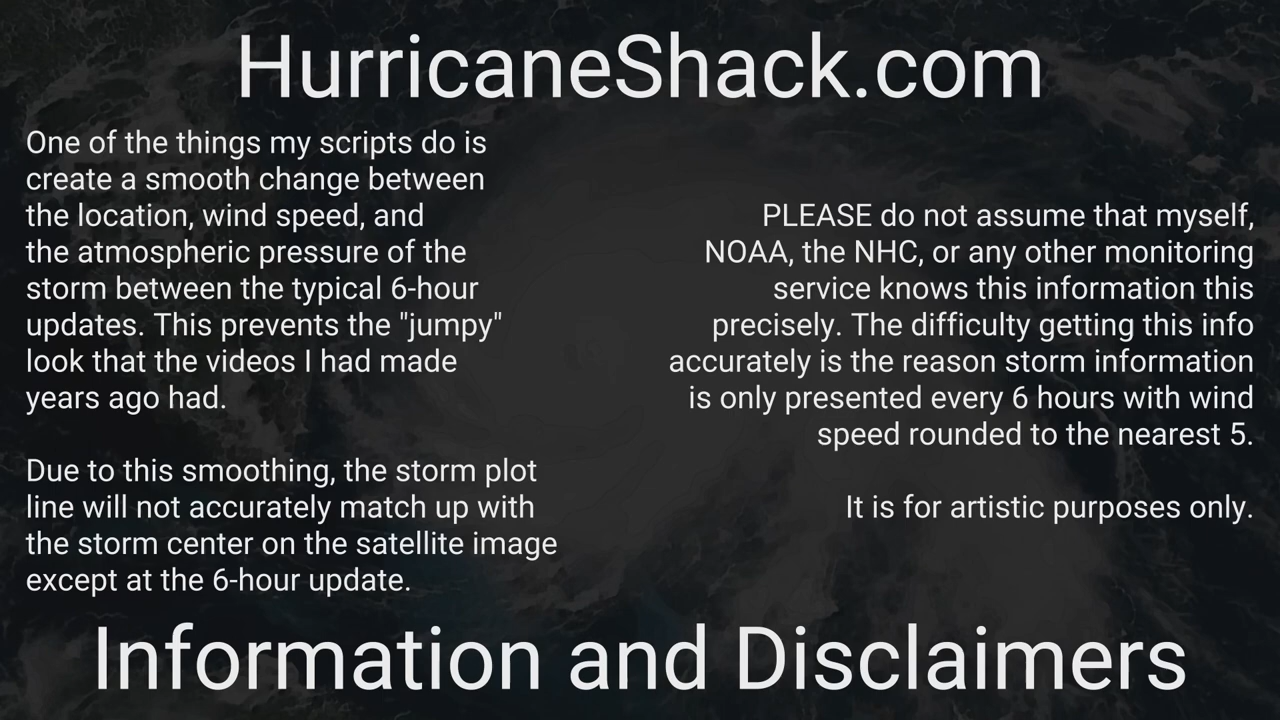 HurricaneShack.com
One of the things my scripts do is
create a smooth change between
the location, wind speed, and
the atmospheric pressure of the
storm between the typical 6-hour
updates. This prevents the "jumpy"
look that the videos I had made
years ago had.
Due to this smoothing, the storm plot
line will not accurately match up with
the storm center on the satellite image
except at the 6-hour update.
PLEASE do not assume that myself,
NOAA, the NHC, or any other monitoring
service knows this information this
precisely. The difficulty getting this info
accurately is the reason storm information
is only presented every 6 hours with wind
speed rounded to the nearest 5.
It is for artistic purposes only.
Information and Disclaimers